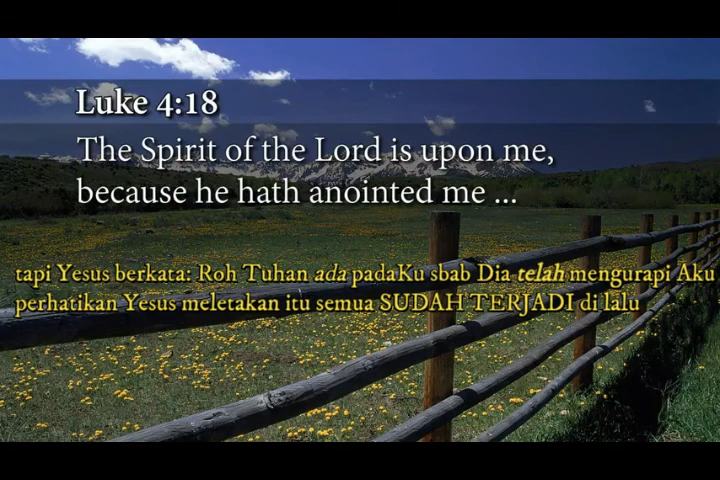 Luke 4:18
The Spirit of the Lord is upon me,
because he hath anointed me ...
tapi Yesus berkata: Roh Tuhan ada padaKu sbab Dia telah mengurapi Aku
perhatikan Yesus meletakan itu semua SUDAH TERJADI di lalu